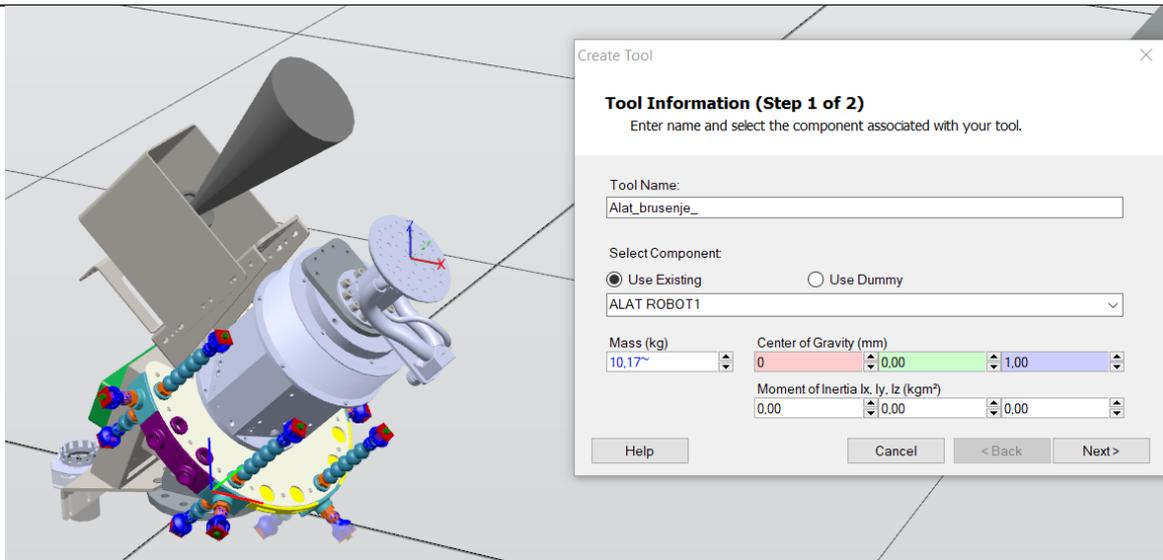 Create Tool
Tool Information (Step 1 of 2)
Enter name and select the component associated with your tool.
Tool Name:
Alat_brusenje_
Select Component:
Use Existing
Use Dummy
ALAT ROBOT1
Mass (kg)
Center of Gravity (mm)
10,17~
0
0,00
1,00
Moment of Inertia Ix, Iy, Iz (kgm²)
0,00
0,00
0,00
Help
Cancel
< Back
Next >
Z
X